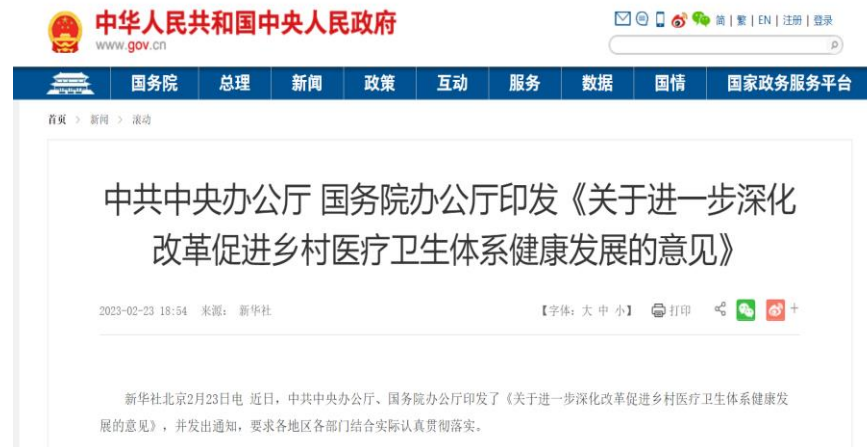 中华人民共和国中央人民政府
www.gov.cn
简 | 繁 | EN | 注册 | 登录
国务院 总理 新闻 政策 互动 服务 数据 国情 国家政务服务平台
首页 > 新闻 > 滚动
中共中央办公厅 国务院办公厅印发《关于进一步深化
改革促进乡村医疗卫生体系健康发展的意见》
2023-02-23 18:54 来源: 新华社 【字体: 大 中 小】 打印 +
新华社北京2月23日电 近日，中共中央办公厅、国务院办公厅印发了《关于进一步深化改革促进乡村医疗卫生体系健康发
展的意见》，并发出通知，要求各地区各部门结合实际认真贯彻落实。